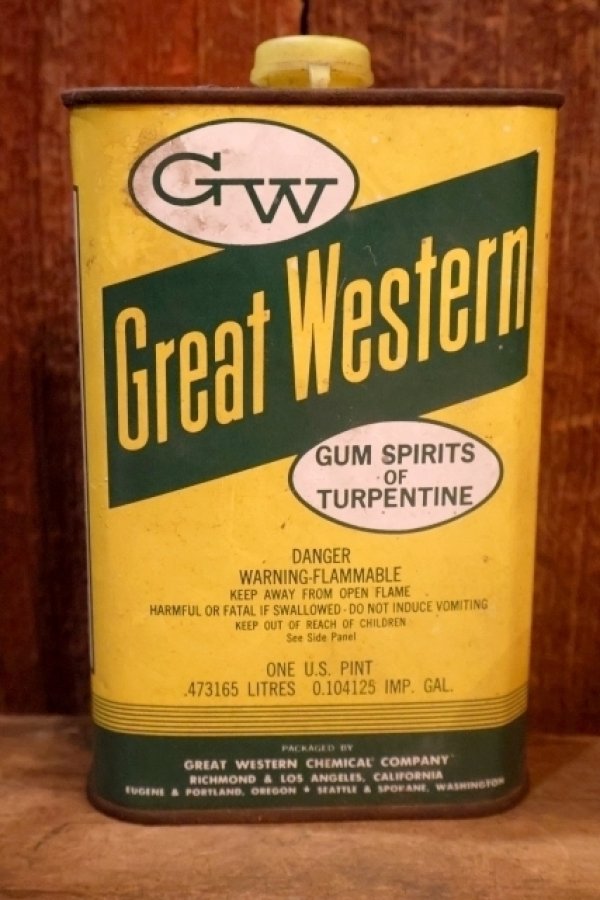 GW
Great Western
GUM SPIRITS
OF
TURPENTINE
DANGER
WARNING-FLAMMABLE
KEEP AWAY FROM OPEN FLAME
HARMFUL OR FATAL IF SWALLOWED - DO NOT INDUCE VOMITING
KEEP OUT OF REACH OF CHILDREN
See Side Panel
ONE U.S. PINT
.473165 LITRES 0.104125 IMP. GAL.
PACKAGED BY
GREAT WESTERN CHEMICAL COMPANY
RICHMOND & LOS ANGELES, CALIFORNIA
EUGENE & PORTLAND, OREGON * SEATTLE & SPOKANE, WASHINGTON